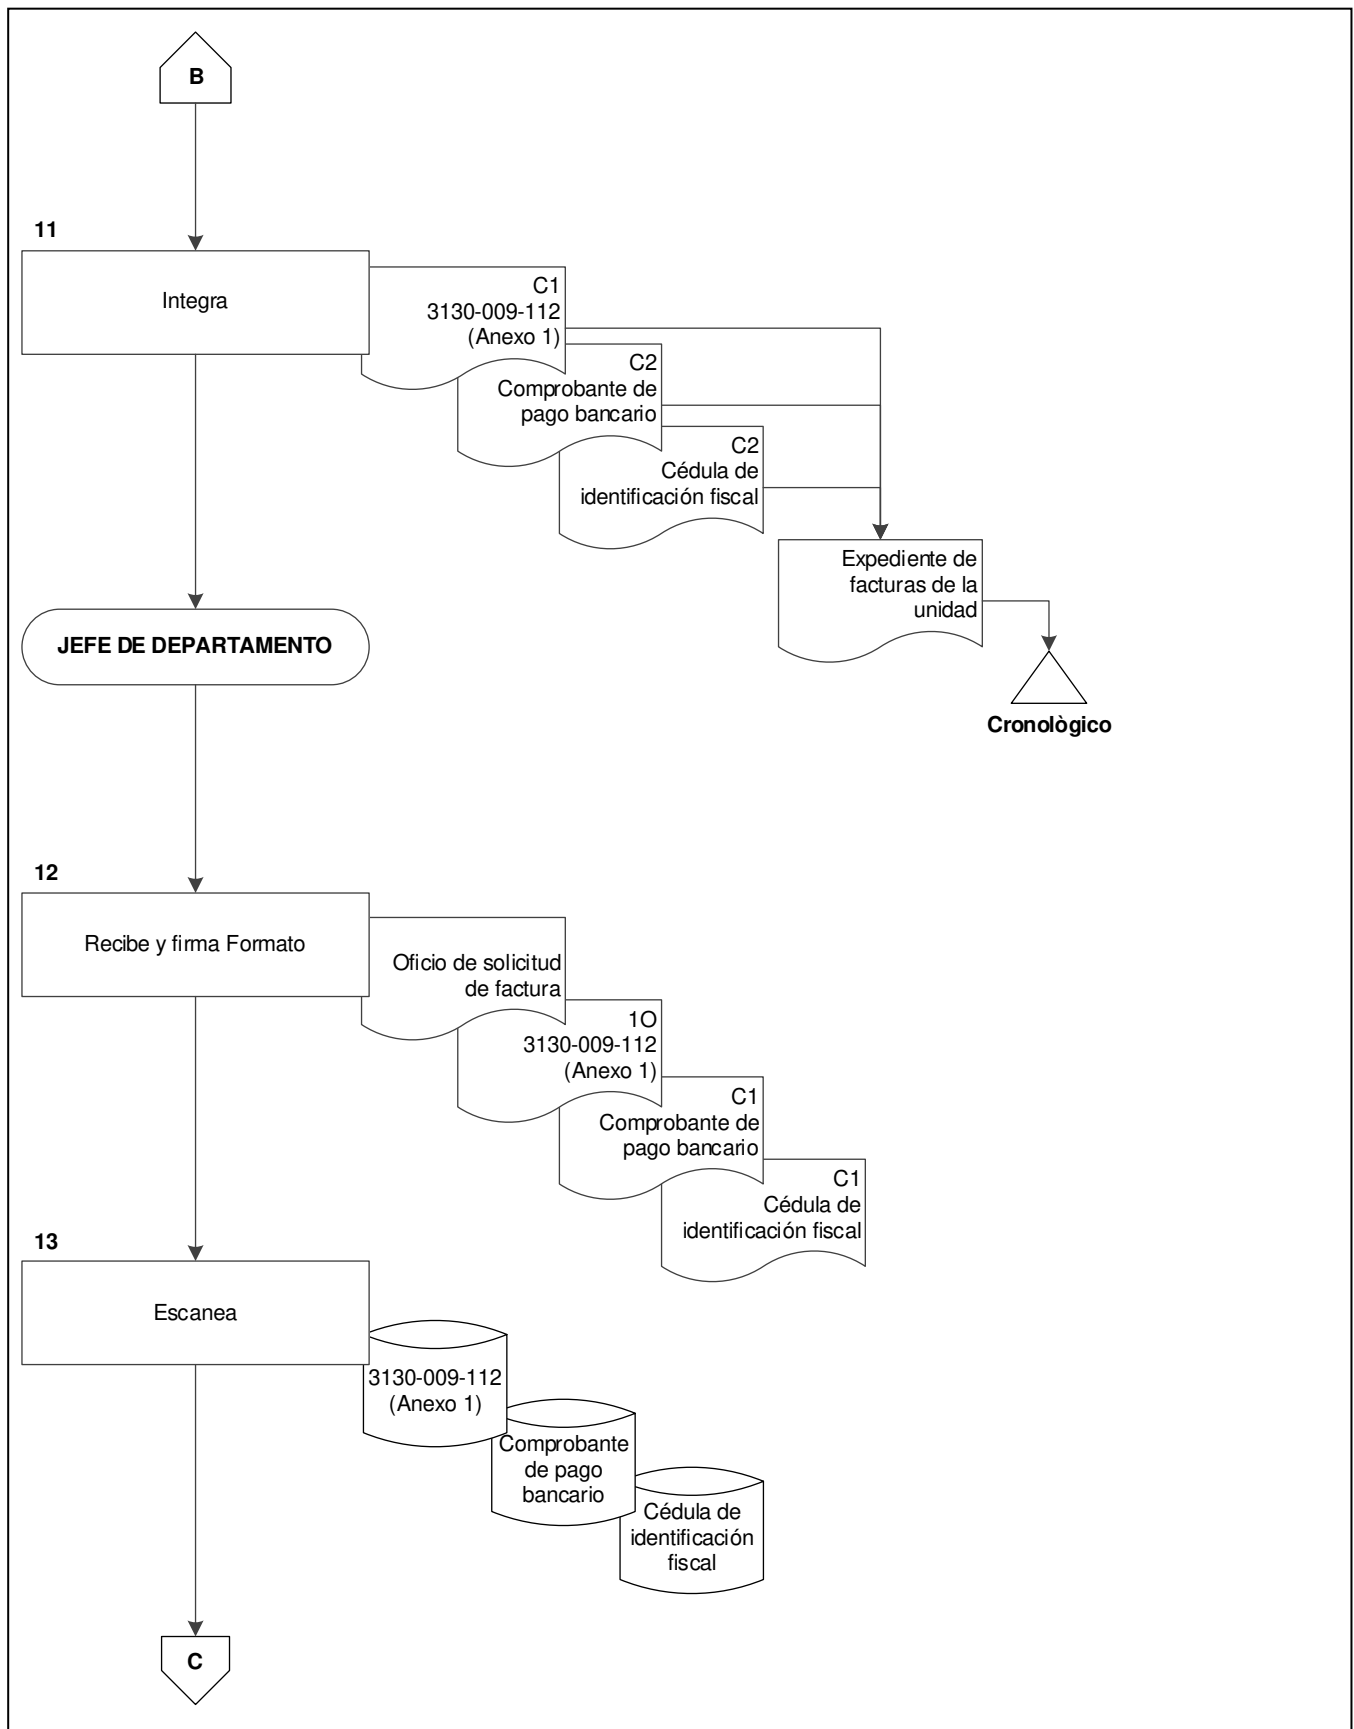 B
11
Integra
C1
3130-009-112
(Anexo 1)
C2
Comprobante de
pago bancario
C2
Cédula de
identificación fiscal
Expediente de
facturas de la
unidad
Cronològico
JEFE DE DEPARTAMENTO
12
Recibe y firma Formato
Oficio de solicitud
de factura
1O
3130-009-112
(Anexo 1)
C1
Comprobante de
pago bancario
C1
Cédula de
identificación fiscal
13
Escanea
3130-009-112
(Anexo 1)
Comprobante
de pago
bancario
Cédula de
identificación
fiscal
C